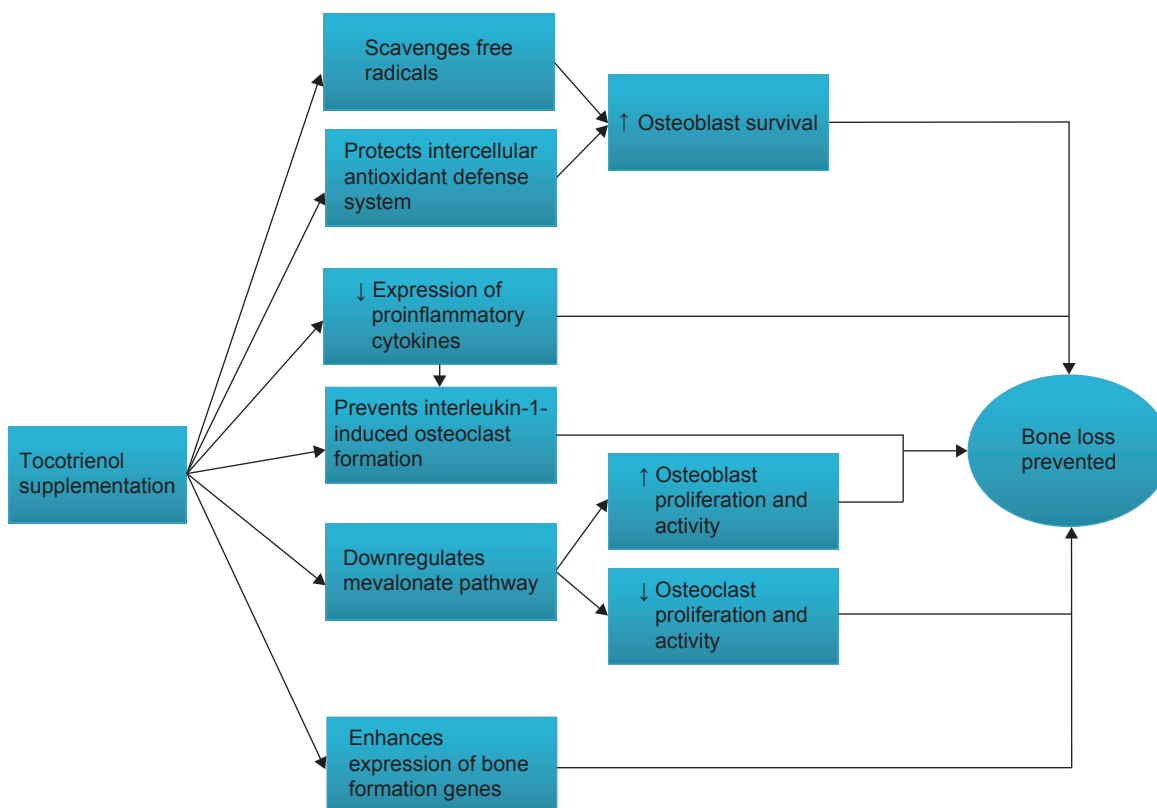 Scavenges free
radicals
↑ Osteoblast survival
Protects intercellular
antioxidant defense
system
↓ Expression of
proinflammatory
cytokines
Prevents interleukin-1-
induced osteoclast
formation
Tocotrienol
supplementation
Bone loss
prevented
↑ Osteoblast
proliferation and
activity
Downregulates
mevalonate pathway
↓ Osteoclast
proliferation and
activity
Enhances
expression of bone
formation genes